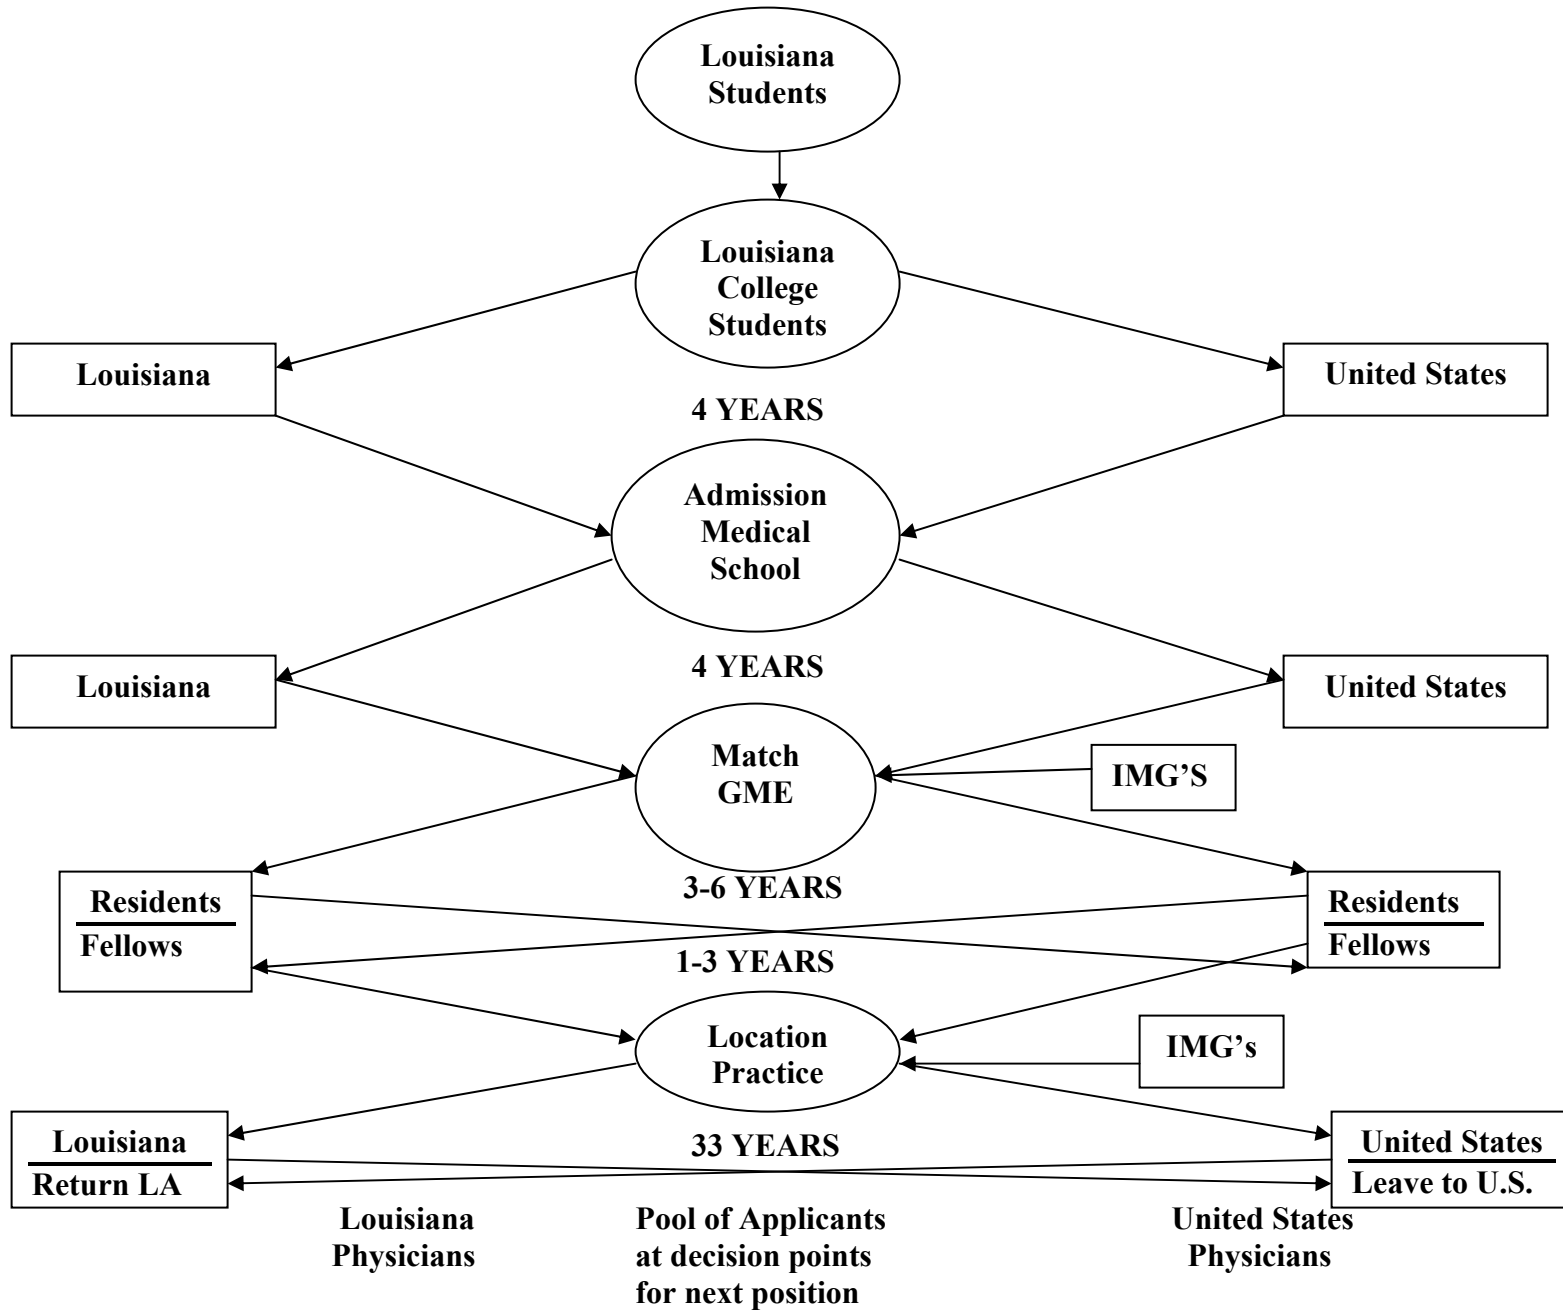 Louisiana
Students
Louisiana
College
Students
Louisiana
United States
4 YEARS
Admission
Medical
School
Louisiana
4 YEARS
United States
Match
GME
IMG’S
3-6 YEARS
Residents
Fellows
Residents
Fellows
1-3 YEARS
Location
Practice
IMG’s
Louisiana
Return LA
33 YEARS
United States
Leave to U.S.
Louisiana
Physicians
Pool of Applicants
at decision points
for next position
United States
Physicians